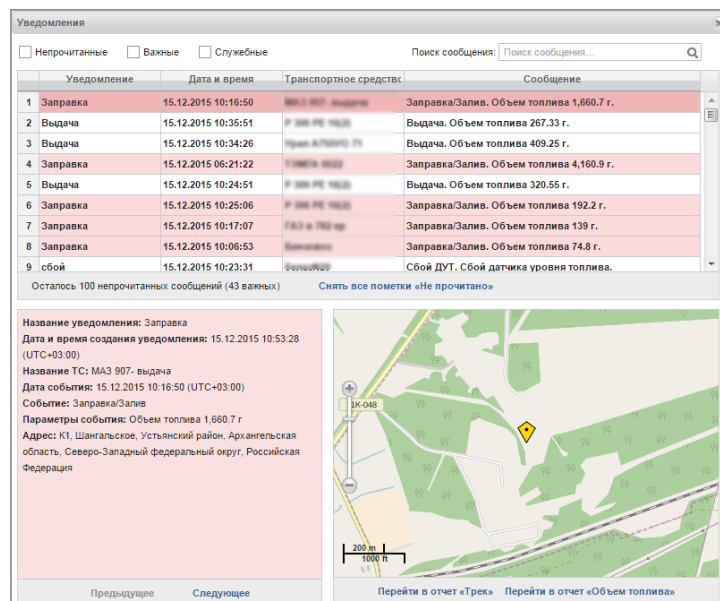 Уведомления
Непрочитанные Важные Служебные Поиск сообщения: Поиск сообщения...
Уведомление Дата и время Транспортное средство Сообщение
1 Заправка 15.12.2015 10:16:50 Заправка/Залив. Объем топлива 1,660.7 г.
2 Выдача 15.12.2015 10:35:51 Выдача. Объем топлива 267.33 г.
3 Выдача 15.12.2015 10:34:26 Выдача. Объем топлива 409.25 г.
4 Заправка 15.12.2015 06:21:22 Заправка/Залив. Объем топлива 4,160.9 г.
5 Выдача 15.12.2015 10:24:51 Выдача. Объем топлива 320.55 г.
6 Заправка 15.12.2015 10:25:06 Заправка/Залив. Объем топлива 192.2 г.
7 Заправка 15.12.2015 10:17:07 Заправка/Залив. Объем топлива 139 г.
8 Заправка 15.12.2015 10:06:53 Заправка/Залив. Объем топлива 74.8 г.
9 сбой 15.12.2015 10:23:31 Сбой ДУТ. Сбой датчика уровня топлива.
Осталось 100 непрочитанных сообщений (43 важных) Снять все пометки «Не прочитано»
Название уведомления: Заправка
Дата и время создания уведомления: 15.12.2015 10:53:28
(UTC+03:00)
Название ТС: МАЗ 907- выдача
Дата события: 15.12.2015 10:16:50 (UTC+03:00)
Событие: Заправка/Залив
Параметры события: Объем топлива 1,660.7 г
Адрес: К1, Шангальское, Устьянский район, Архангельская
область, Северо-Западный федеральный округ, Российская
Федерация
Предыдущее Следующее
1К-048
200 m
1000 ft
Перейти в отчет «Трек» Перейти в отчет «Объем топлива»